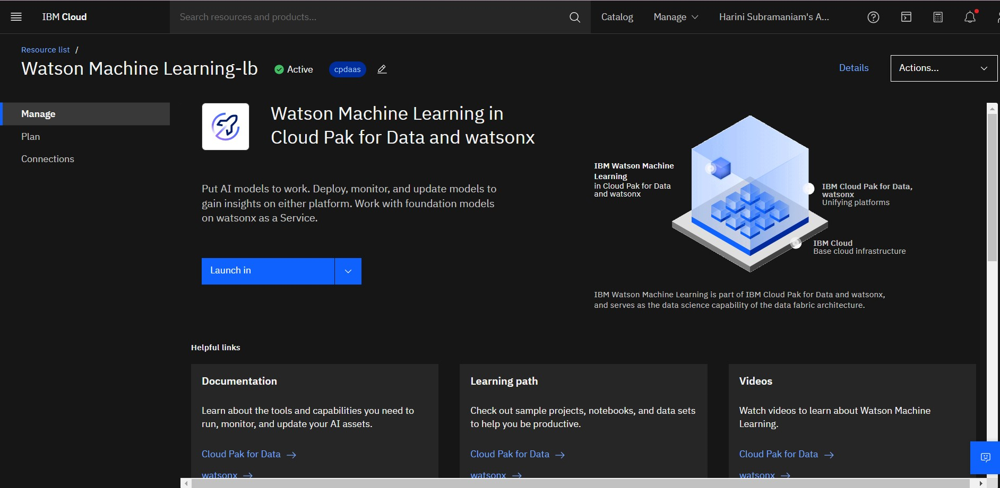 IBM Cloud
Search resources and products...
Catalog
Manage
Harini Subramaniam's A...
Resource list /
Watson Machine Learning-lb
Active
cpdaas
Details
Actions...
Manage
Plan
Connections
Watson Machine Learning in
Cloud Pak for Data and watsonx
Put AI models to work. Deploy, monitor, and update models to
gain insights on either platform. Work with foundation models
on watsonx as a Service.
Launch in
IBM Watson Machine
Learning
in Cloud Pak for Data
and watsonx
IBM Cloud Pak for Data,
watsonx
Unifying platforms
IBM Cloud
Base cloud infrastructure
IBM Watson Machine Learning is part of IBM Cloud Pak for Data and watsonx,
and serves as the data science capability of the data fabric architecture.
Helpful links
Documentation
Learn about the tools and capabilities you need to
run, monitor, and update your AI assets.
Cloud Pak for Data
watsonx
Learning path
Check out sample projects, notebooks, and data sets
to help you be productive.
Cloud Pak for Data
watsonx
Videos
Watch videos to learn about Watson Machine
Learning.
Cloud Pak for Data
watsonx